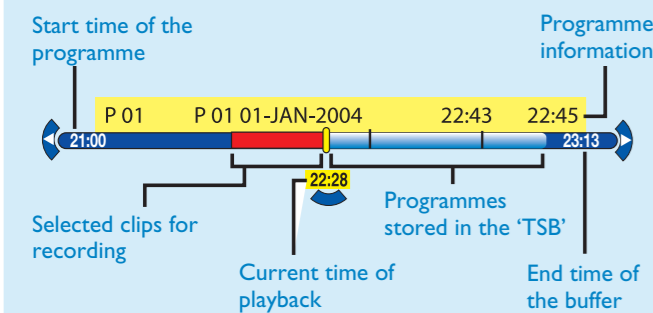 Start time of the
programme
Programme
information
P 01 P 01 01-JAN-2004 22:43 22:45
21:00 23:13
22:28
Selected clips for
recording
Programmes
stored in the ‘TSB’
Current time of
playback
End time of
the buffer